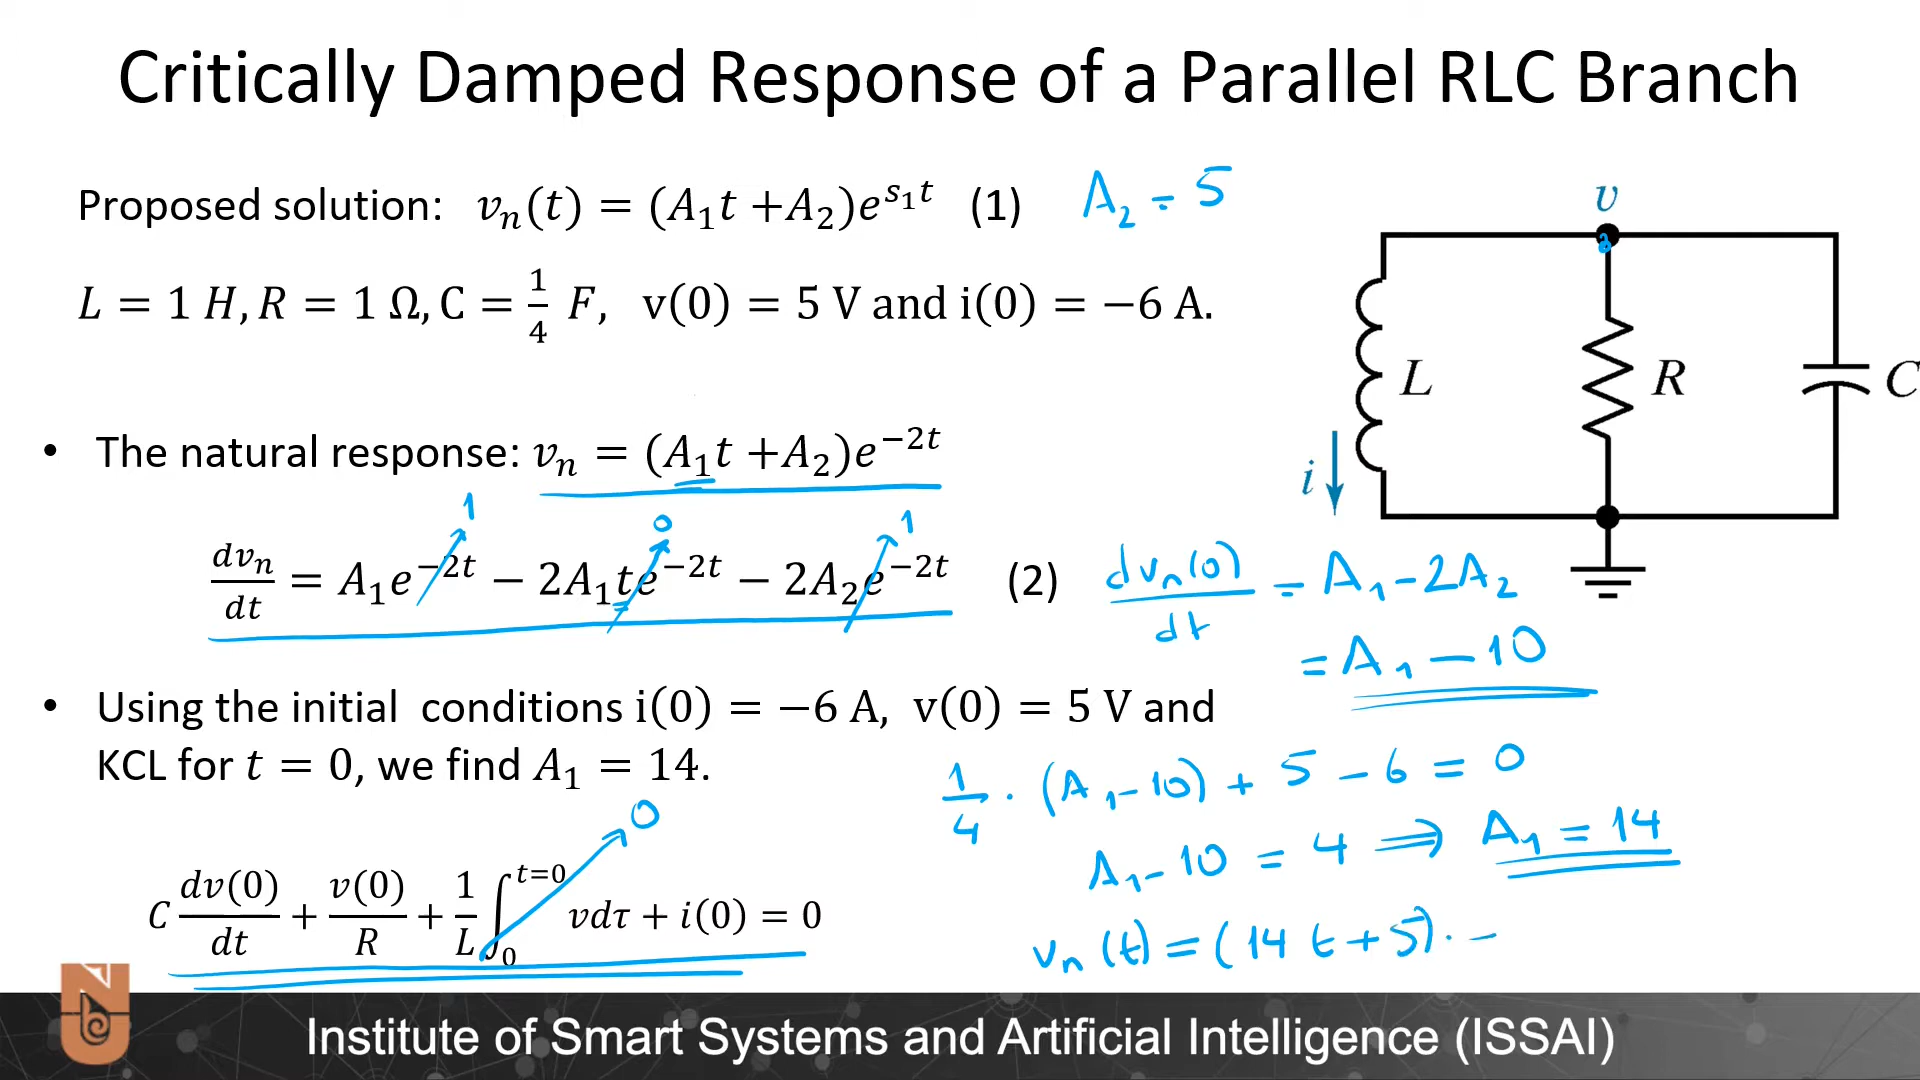 Critically Damped Response of a Parallel RLC Branch
Proposed solution: vₙ(t) = (A₁t +A₂)e^{s₁t} (1)
A₂ = 5
L = 1 H, R = 1 Ω, C = 1/4 F, v(0) = 5 V and i(0) = −6 A.
v
L
R
C
i
• The natural response: vₙ = (A₁t +A₂)e^{−2t}
1
0
1
dvₙ/dt = A₁e^{−2t} − 2A₁te^{−2t} − 2A₂e^{−2t} (2)
dvₙ(0)/dt = A₁ − 2A₂
= A₁ − 10
• Using the initial conditions i(0) = −6 A, v(0) = 5 V and
KCL for t = 0, we find A₁ = 14.
1/4 · (A₁ − 10) + 5 − 6 = 0
0
A₁ − 10 = 4 ⟹ A₁ = 14
C dv(0)/dt + v(0)/R + 1/L ∫₀^{t=0} vdτ + i(0) = 0
vₙ(t) = (14 t + 5) · −
Institute of Smart Systems and Artificial Intelligence (ISSAI)